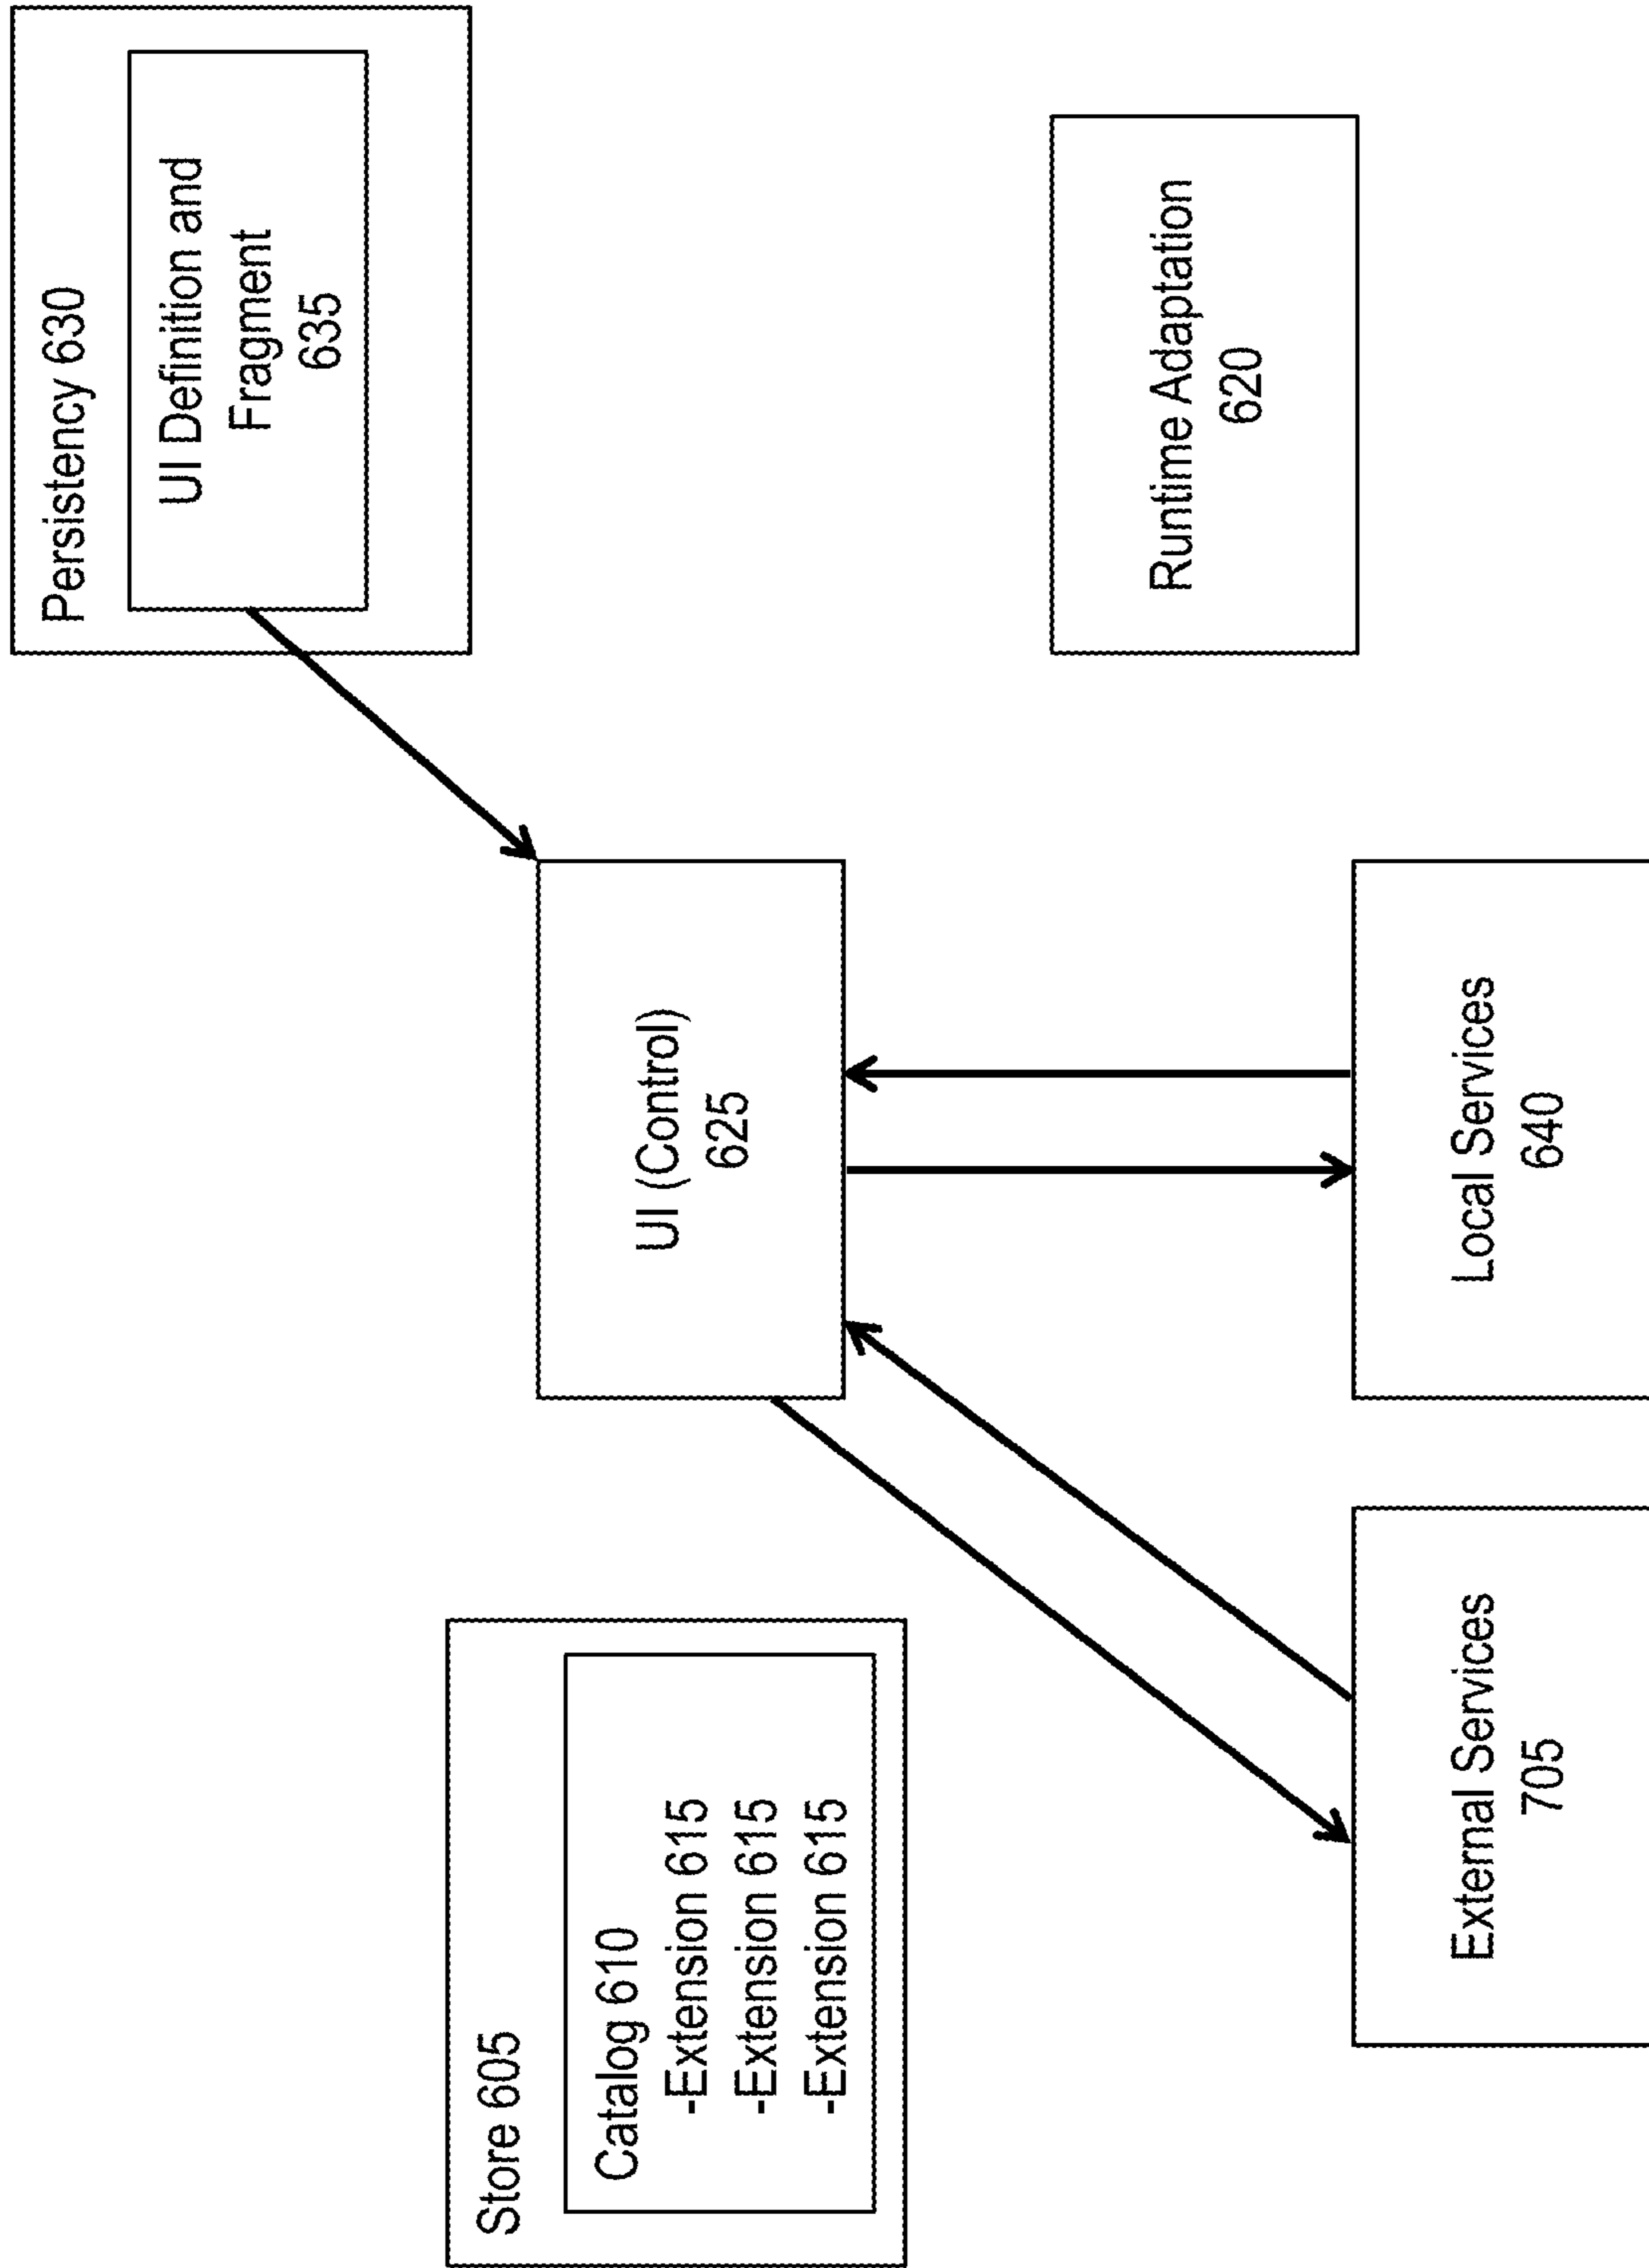 Store 605
Catalog 610
-Extension 615
-Extension 615
-Extension 615
Persistency 630
UI Definition and
Fragment
635
UI (Control)
625
External Services
705
Local Services
640
Runtime Adaptation
620